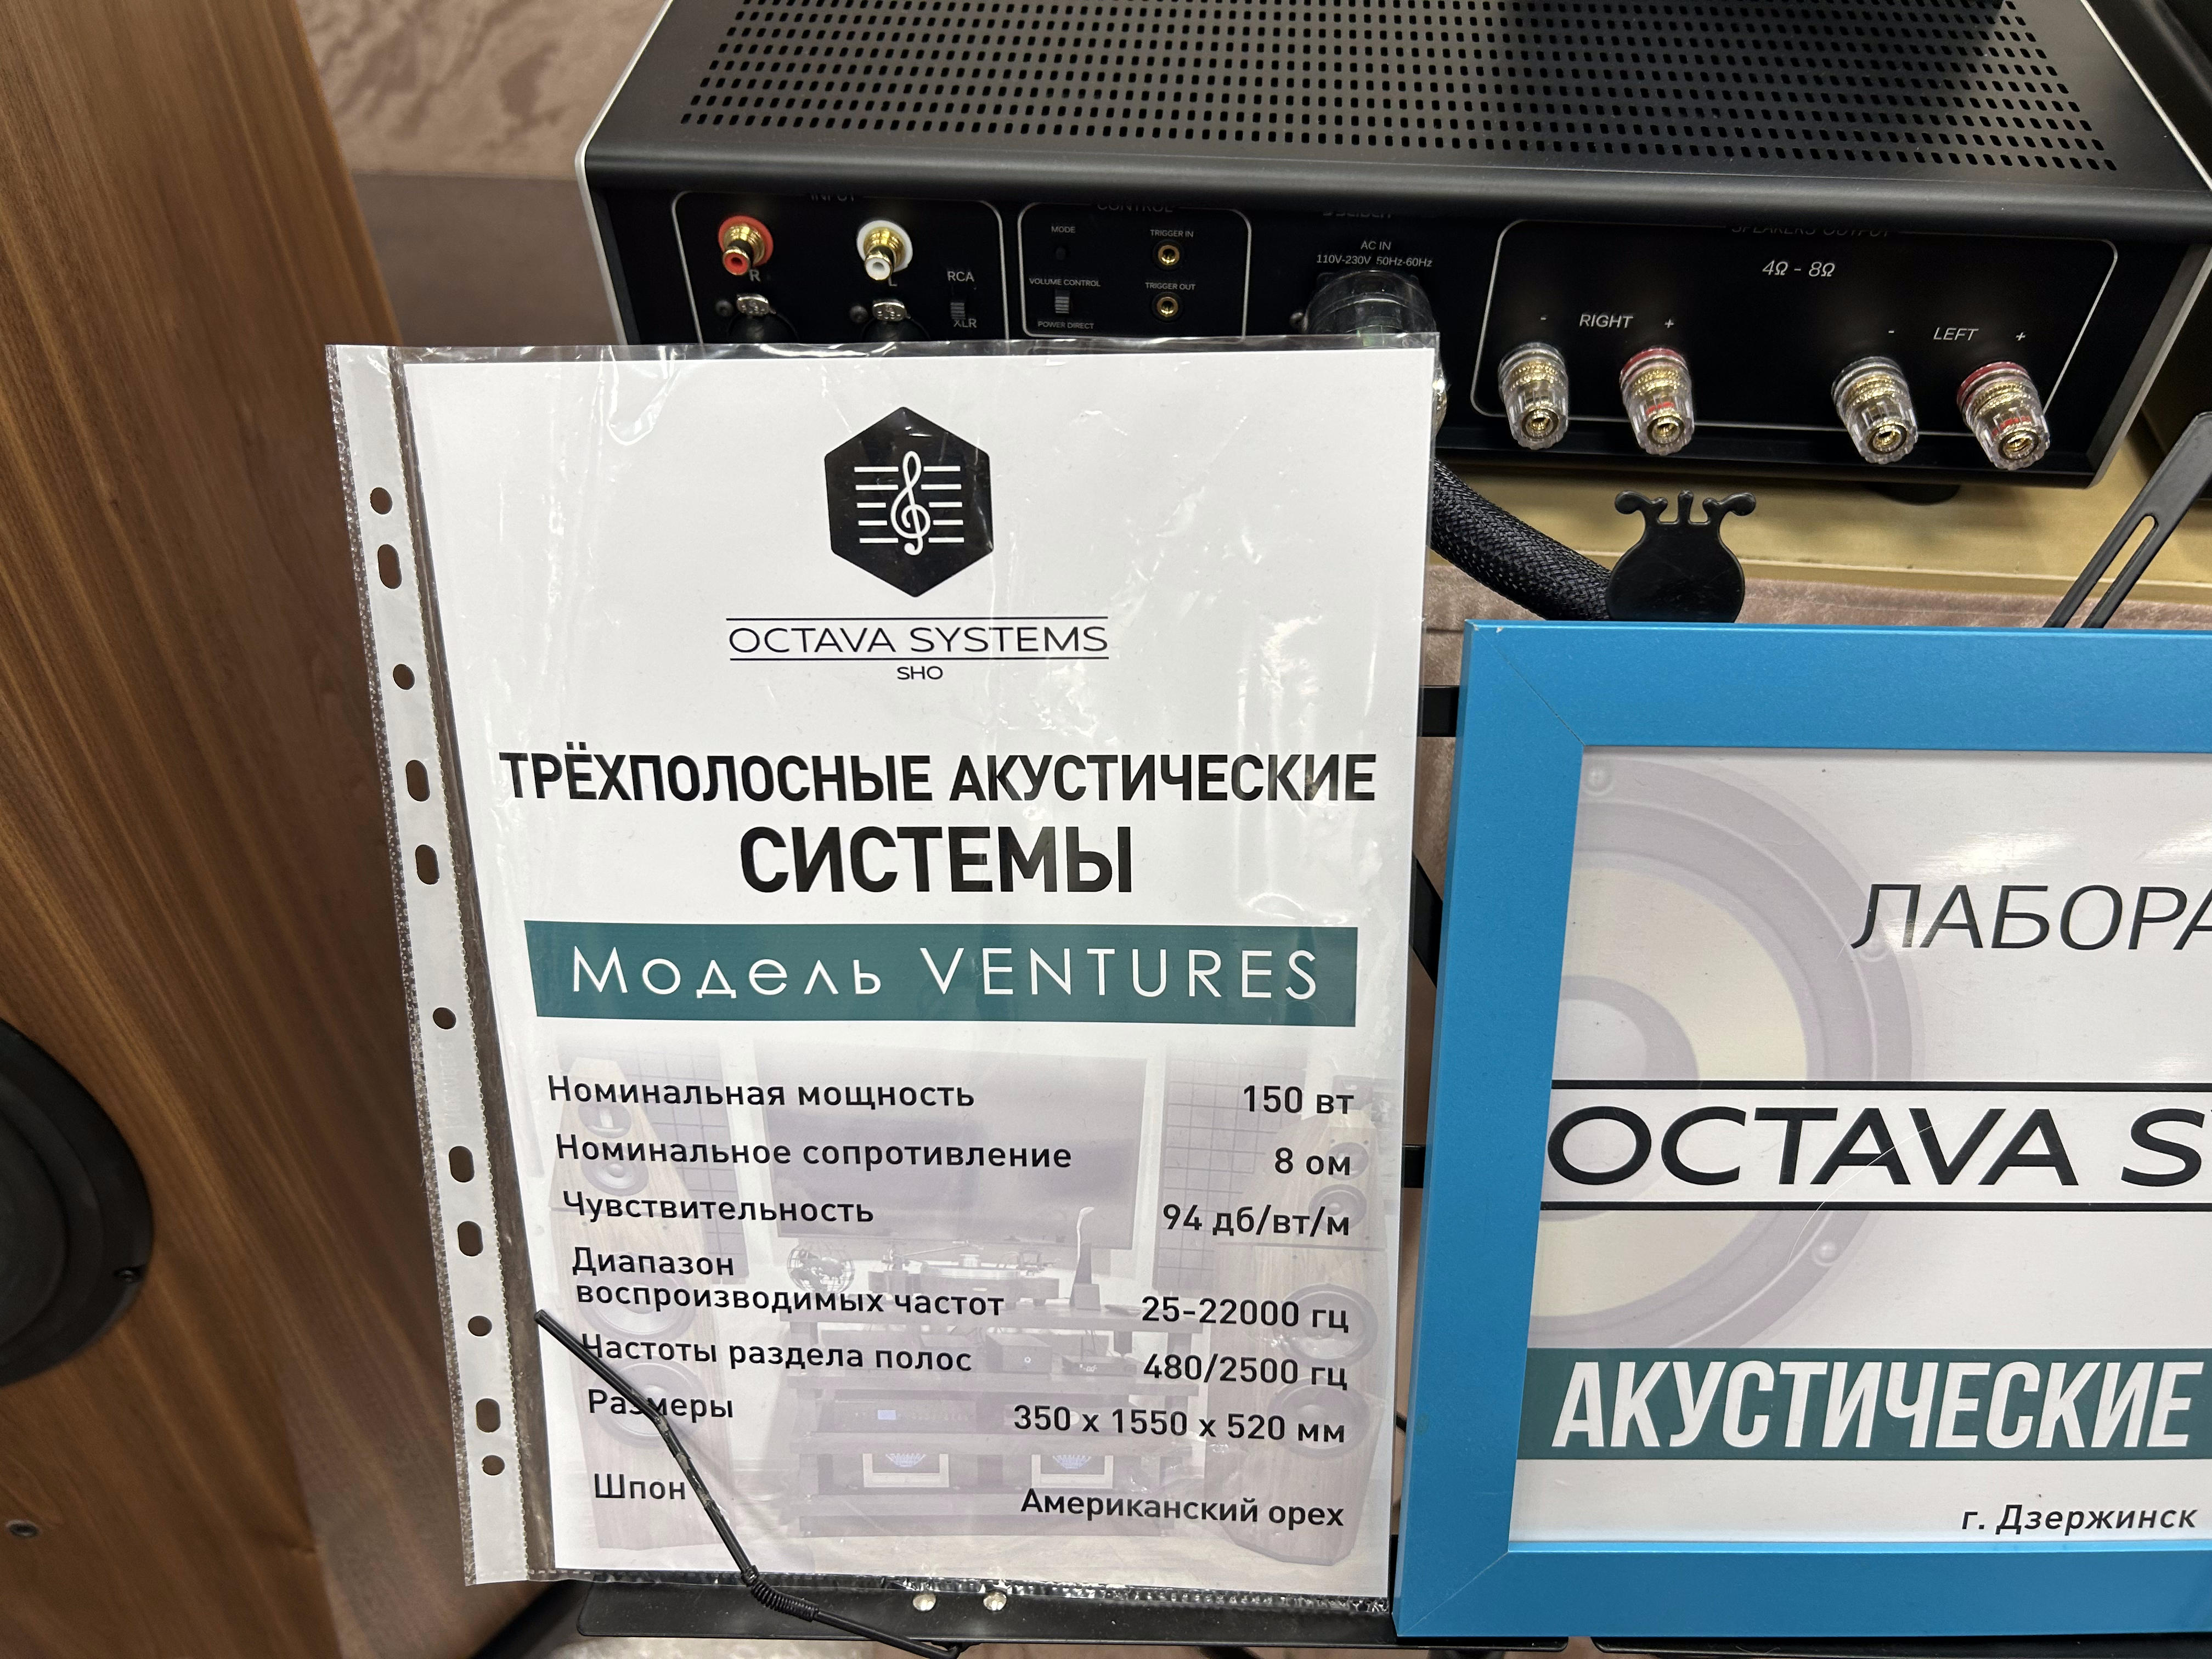 INPUT
R
L
RCA
XLR
CONTROL
MODE
TRIGGER IN
VOLUME CONTROL
TRIGGER OUT
POWER DIRECT
AC IN
110V-230V 50Hz-60Hz
SPEAKERS OUTPUT
4Ω - 8Ω
- RIGHT +
- LEFT +
OCTAVA SYSTEMS
SHO
ТРЁХПОЛОСНЫЕ АКУСТИЧЕСКИЕ
СИСТЕМЫ
Модель VENTURES
Номинальная мощность 150 вт
Номинальное сопротивление 8 ом
Чувствительность 94 дб/вт/м
Диапазон
воспроизводимых частот 25-22000 гц
Частоты раздела полос 480/2500 гц
Размеры 350 x 1550 x 520 мм
Шпон Американский орех
ЛАБОРА
OCTAVA S
АКУСТИЧЕСКИЕ
г. Дзержинск